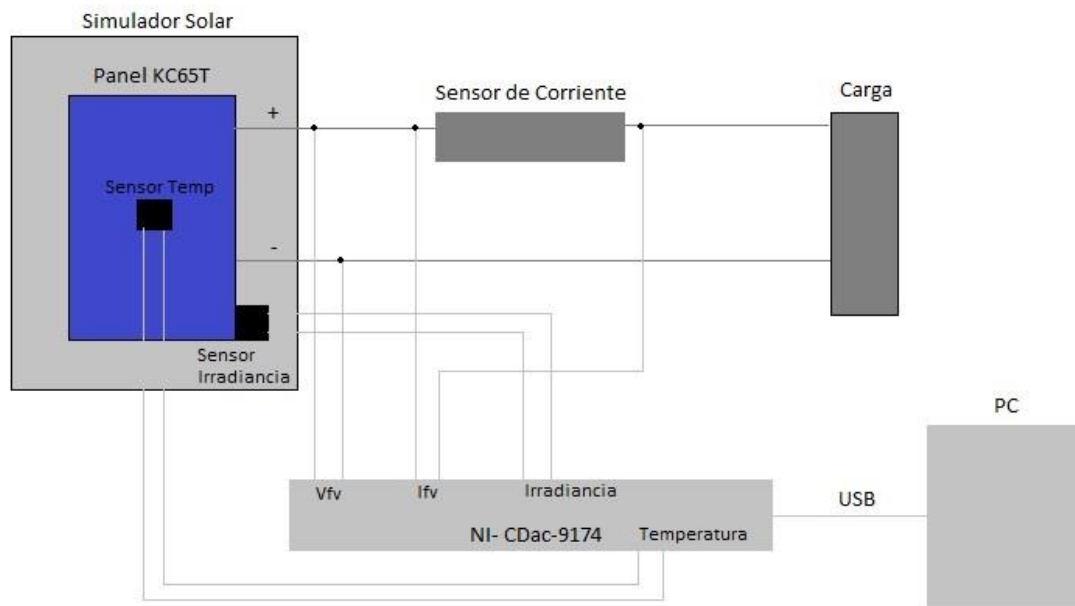 Simulador Solar
Panel KC65T
+
Sensor de Corriente
Carga
Sensor Temp
-
Sensor
Irradiancia
PC
Vfv
Ifv
Irradiancia
USB
NI- CDac-9174
Temperatura